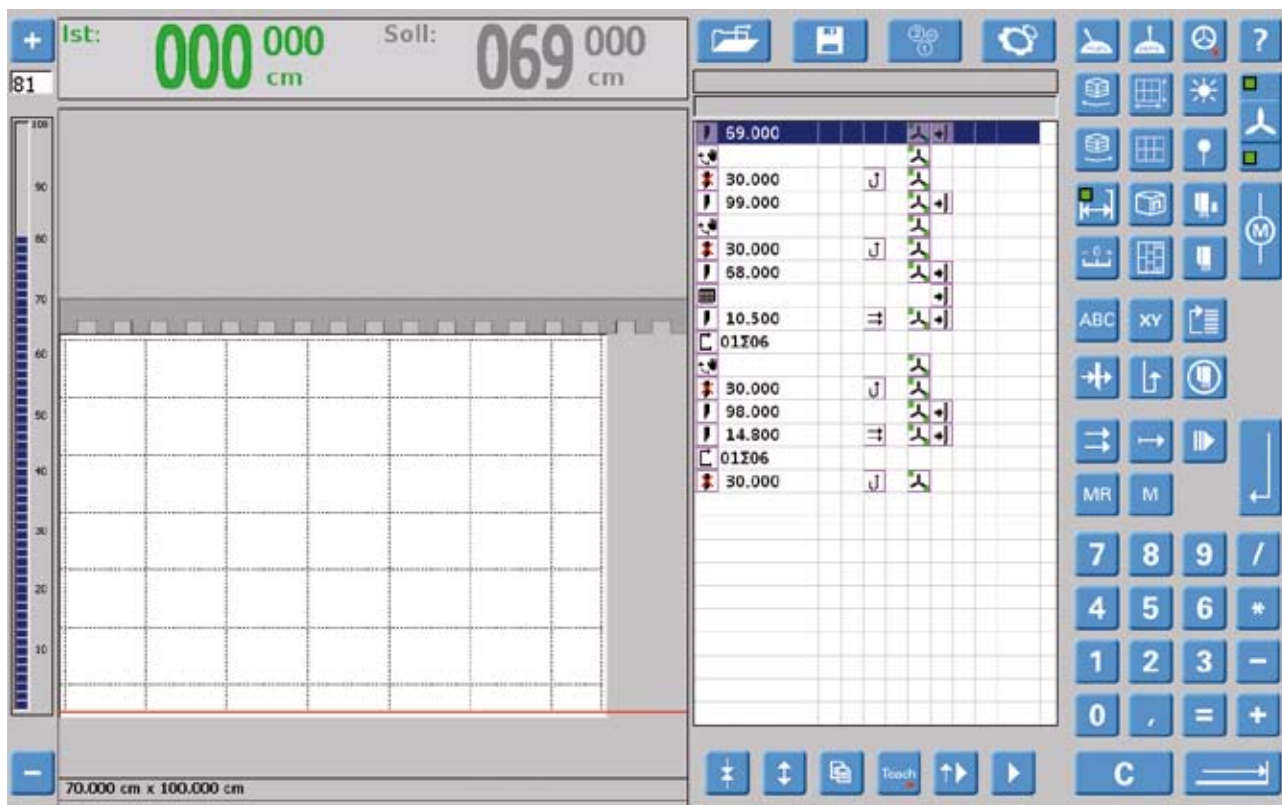 +
Ist: 000 000 cm
Soll: 069 000 cm
?
81
100
90
80
70
60
50
40
30
20
10
−
69.000
30.000
99.000
30.000
68.000
10.500
01Σ06
30.000
98.000
14.800
01Σ06
30.000
M
ABC XY
MR M
7 8 9 /
4 5 6 *
1 2 3 −
0 , = +
Teach
C
70.000 cm x 100.000 cm